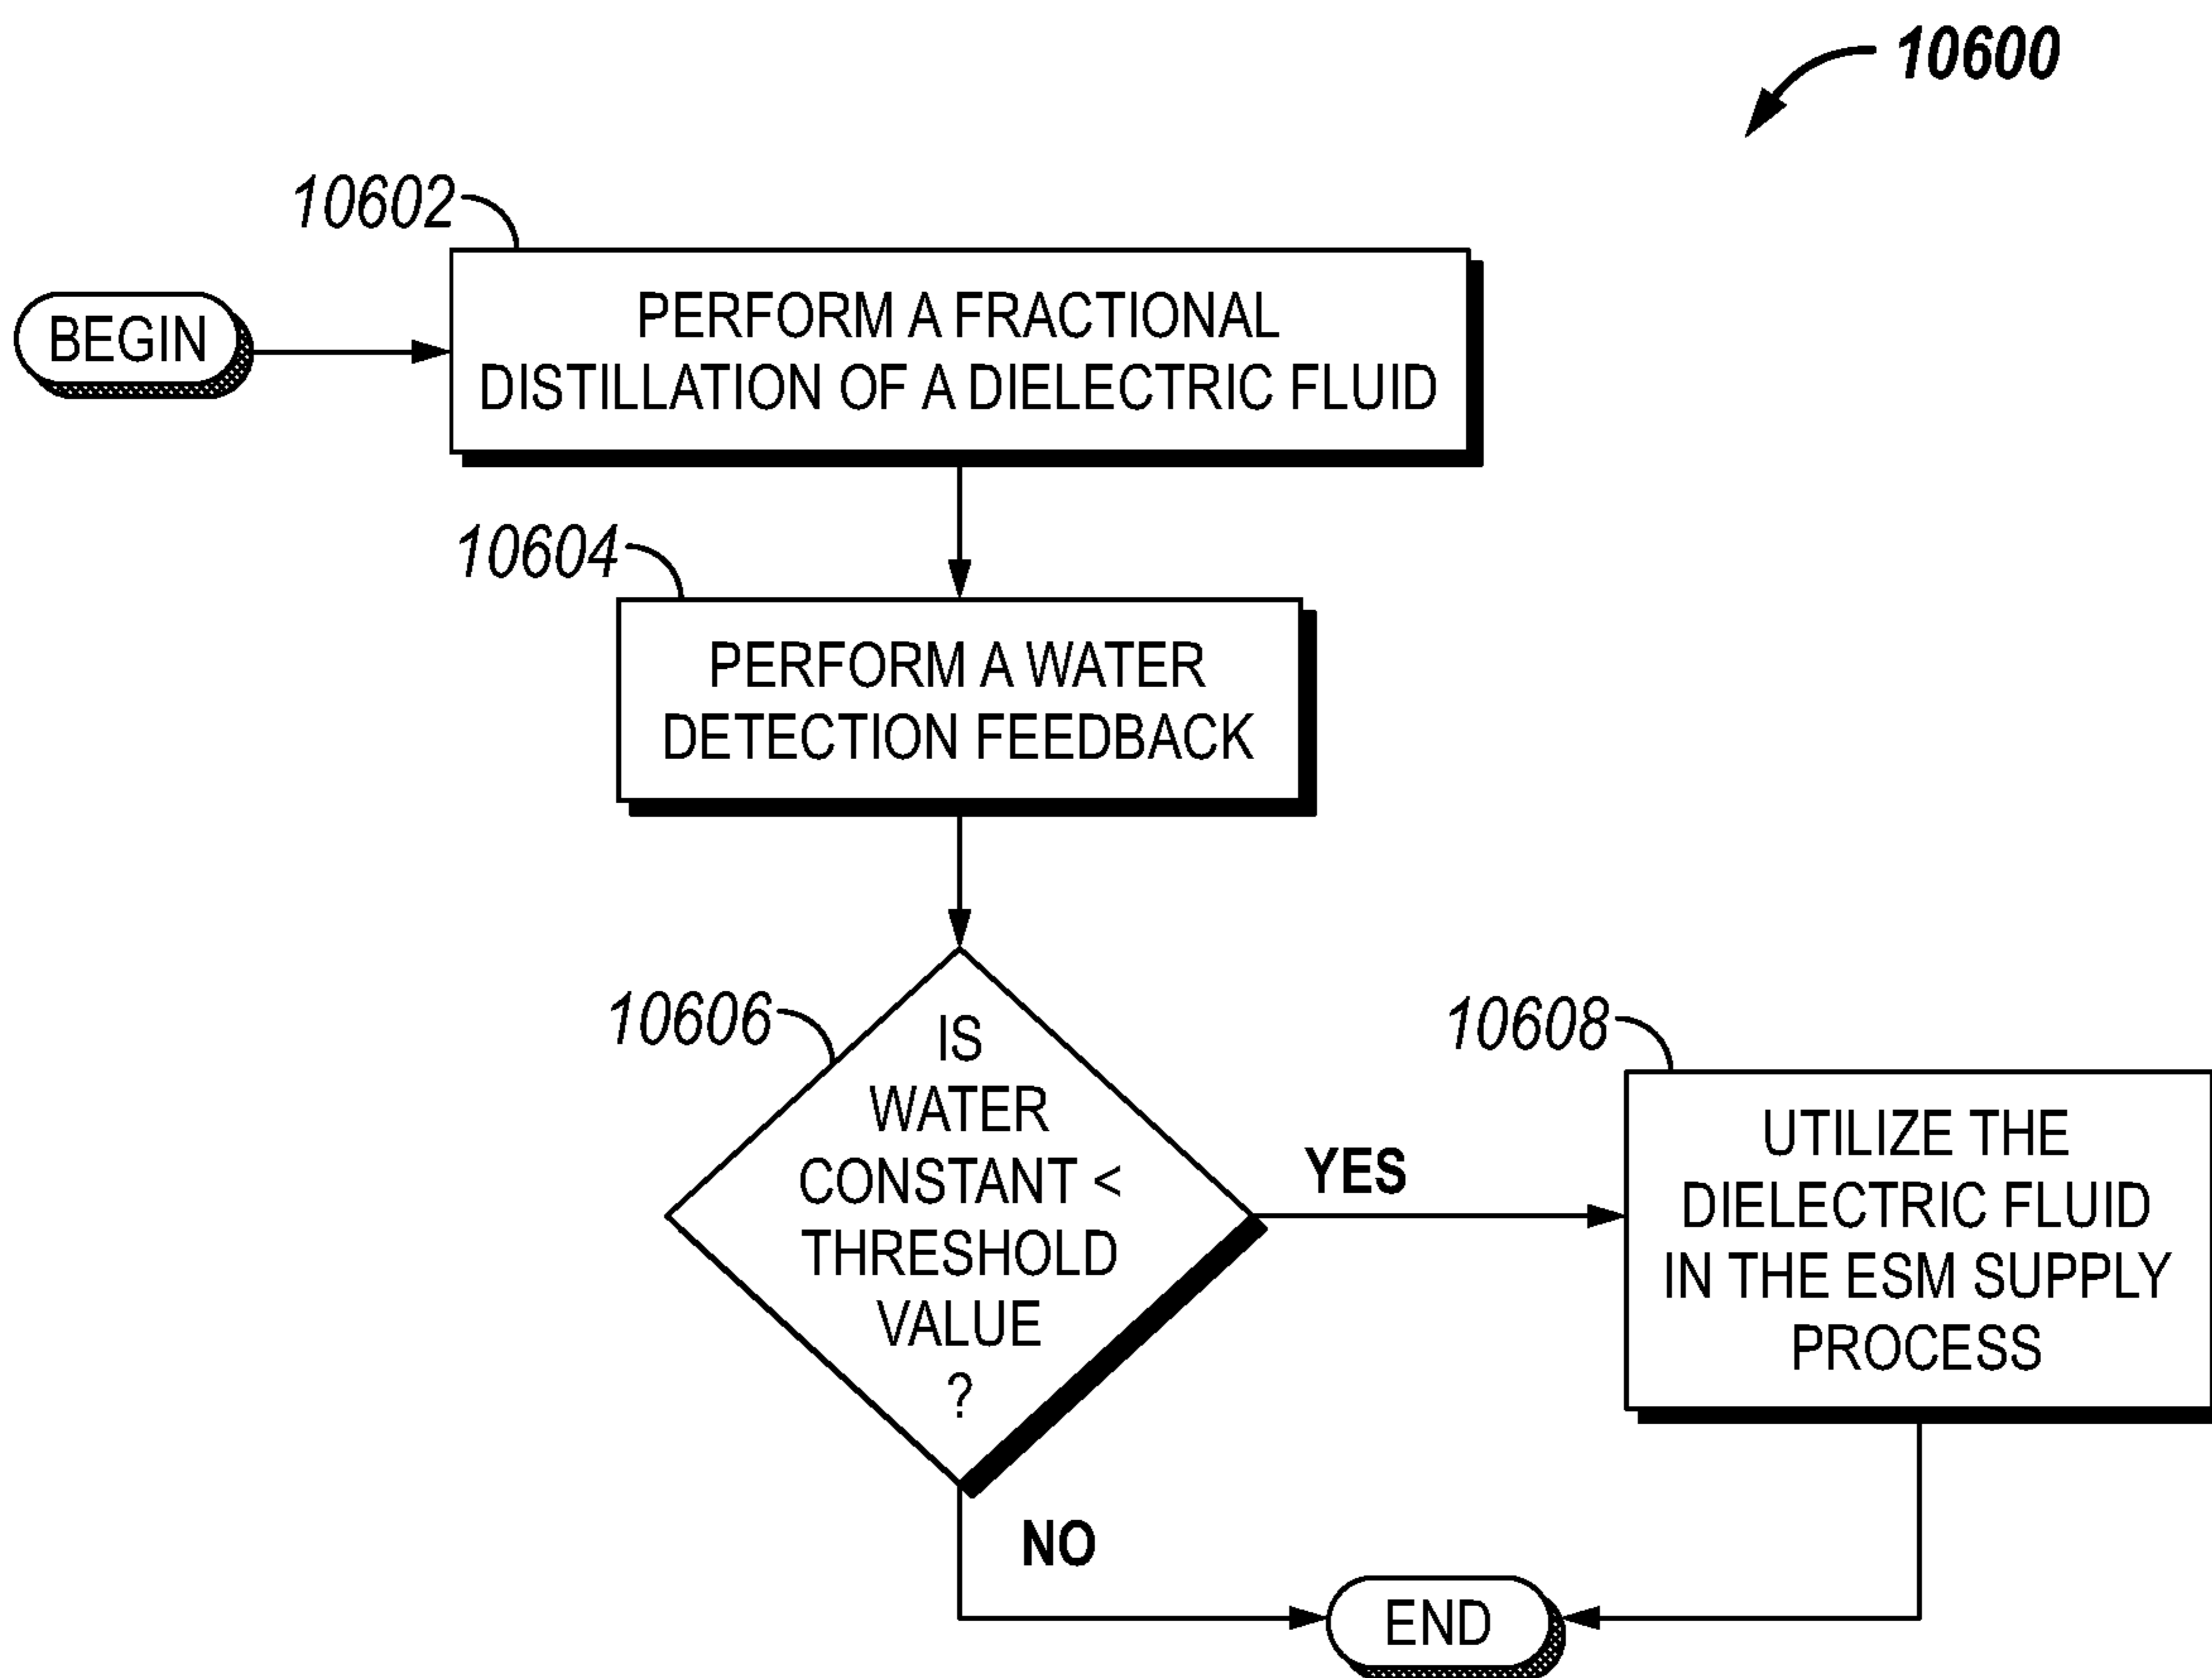 10600
10602
BEGIN
PERFORM A FRACTIONAL
DISTILLATION OF A DIELECTRIC FLUID
10604
PERFORM A WATER
DETECTION FEEDBACK
10606
IS
WATER
CONSTANT <
THRESHOLD
VALUE
?
YES
10608
UTILIZE THE
DIELECTRIC FLUID
IN THE ESM SUPPLY
PROCESS
NO
END